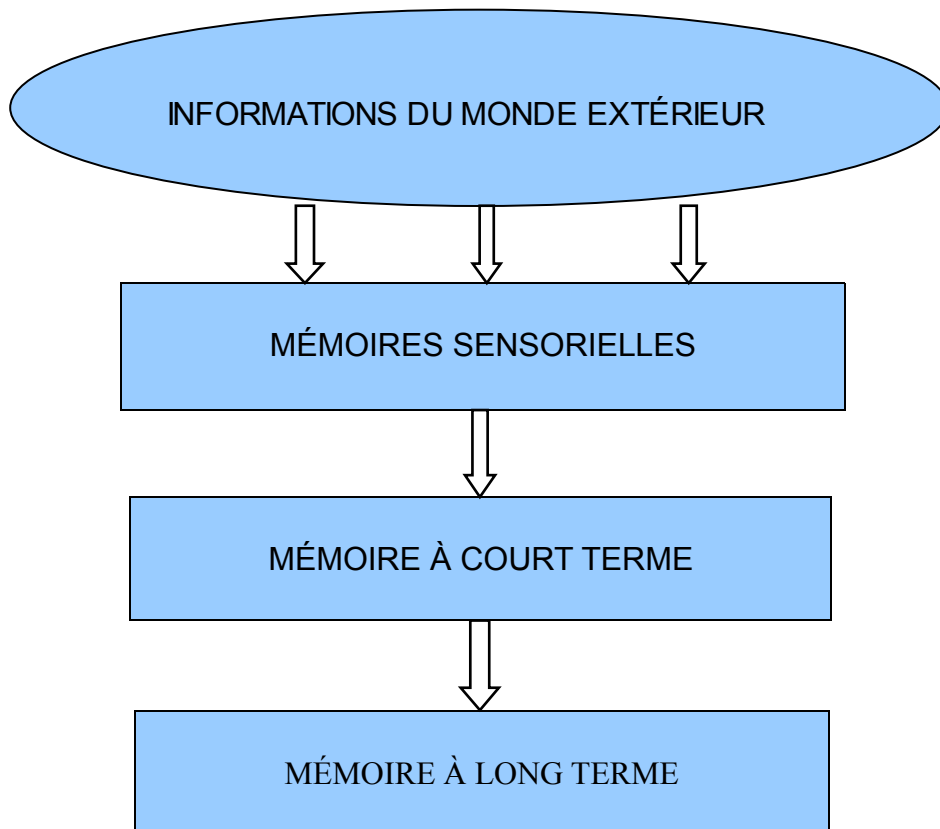 INFORMATIONS DU MONDE EXTÉRIEUR
MÉMOIRES SENSORIELLES
MÉMOIRE À COURT TERME
MÉMOIRE À LONG TERME